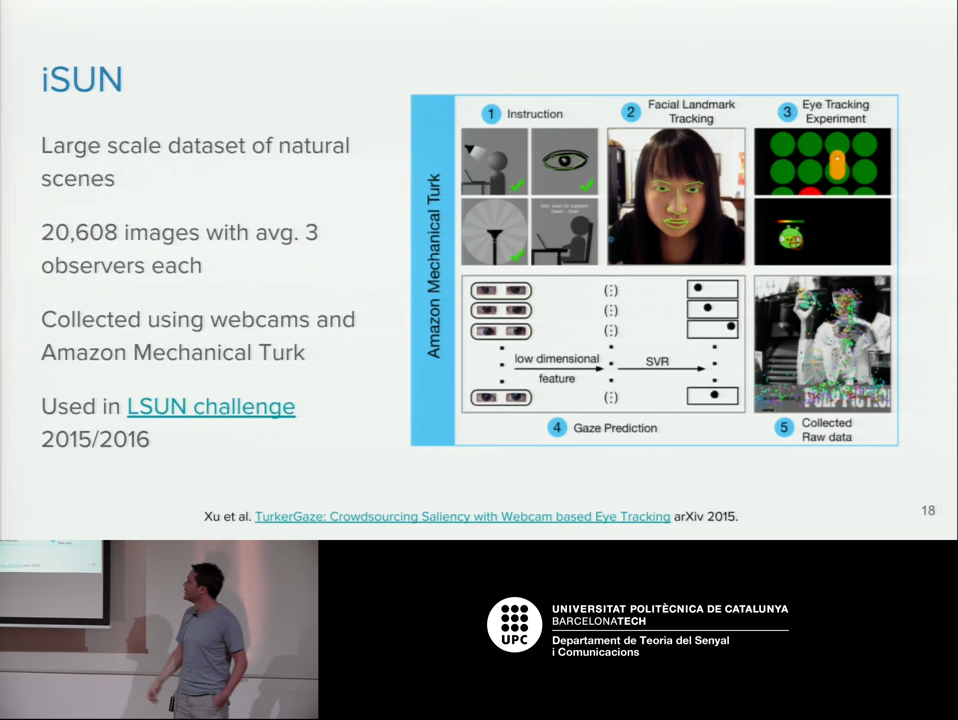 iSUN
Large scale dataset of natural
scenes
20,608 images with avg. 3
observers each
Collected using webcams and
Amazon Mechanical Turk
Used in LSUN challenge
2015/2016
Amazon Mechanical Turk
1 Instruction
2 Facial Landmark
Tracking
3 Eye Tracking
Experiment
low dimensional
feature
SVR
4 Gaze Prediction
5 Collected
Raw data
Xu et al. TurkerGaze: Crowdsourcing Saliency with Webcam based Eye Tracking arXiv 2015.
18
UPC
UNIVERSITAT POLITÈCNICA DE CATALUNYA
BARCELONATECH
Departament de Teoria del Senyal
i Comunicacions